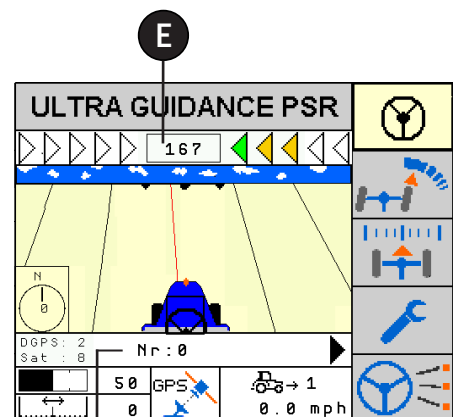 E
ULTRA GUIDANCE PSR
167
N
0
DGPS: 2
Sat : 8
Nr:0
50 GPS → 1
0 0.0 mph